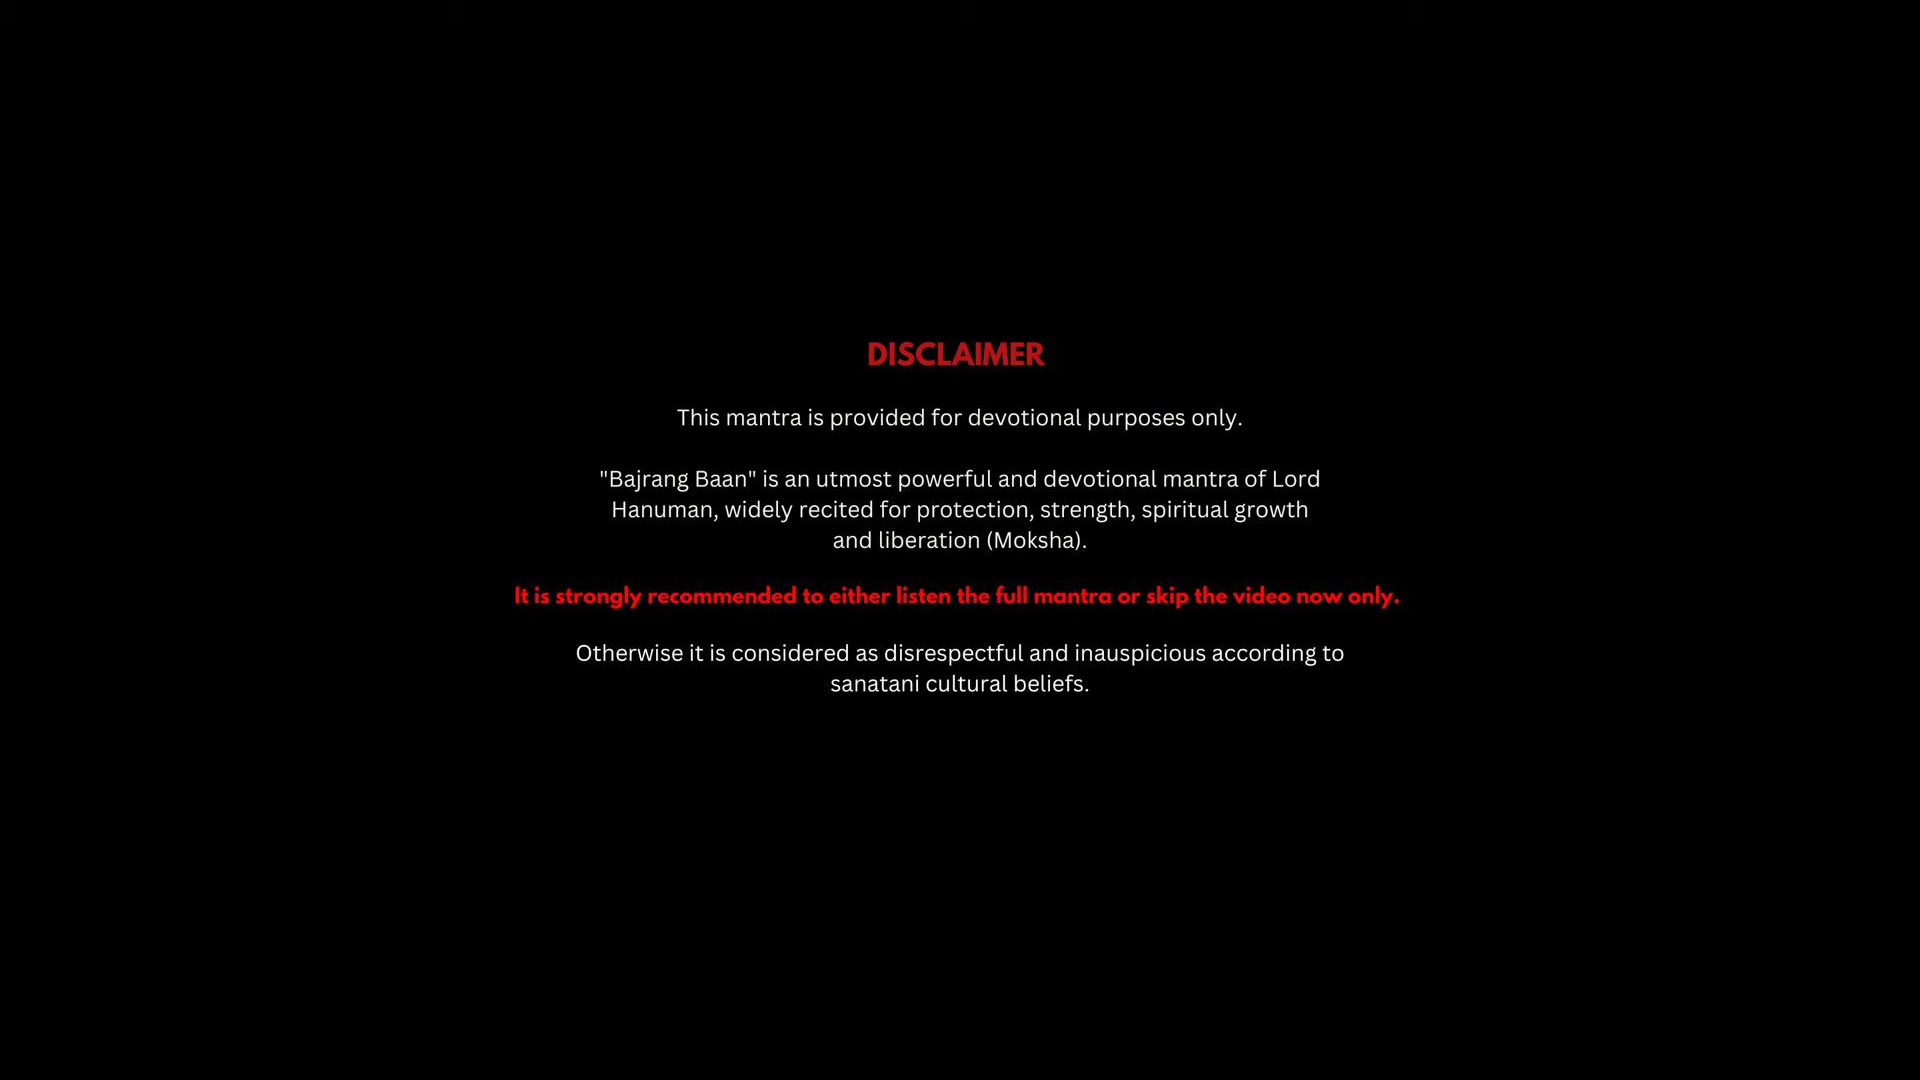 DISCLAIMER
This mantra is provided for devotional purposes only.
"Bajrang Baan" is an utmost powerful and devotional mantra of Lord
Hanuman, widely recited for protection, strength, spiritual growth
and liberation (Moksha).
It is strongly recommended to either listen the full mantra or skip the video now only.
Otherwise it is considered as disrespectful and inauspicious according to
sanatani cultural beliefs.